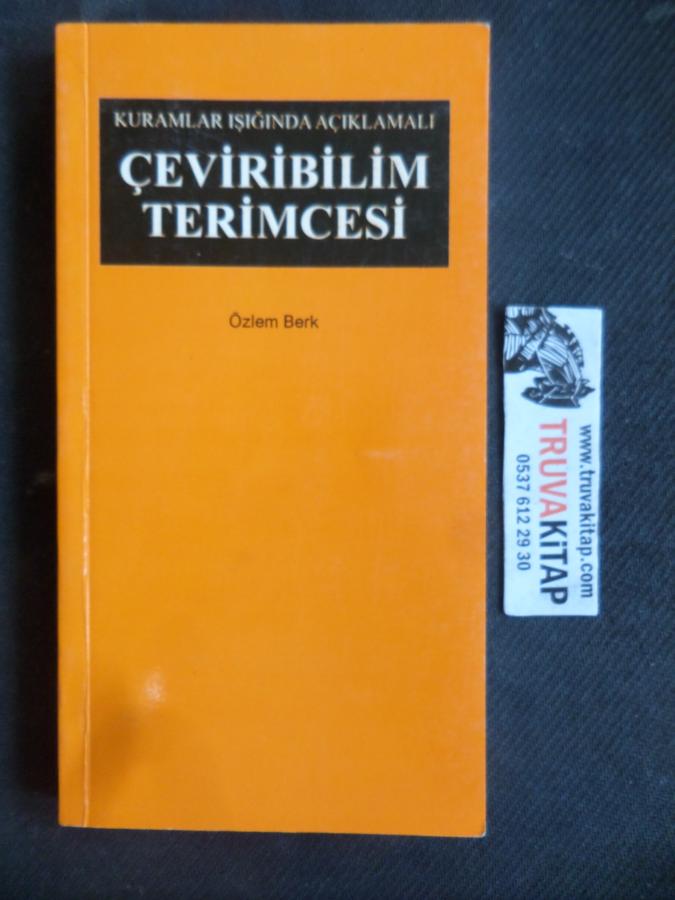 KURAMLAR IŞIĞINDA AÇIKLAMALI
ÇEVİRİBİLİM
TERİMCESİ
Özlem Berk
www.truvakitap.com
TRUVAKİTAP
0537 612 29 30